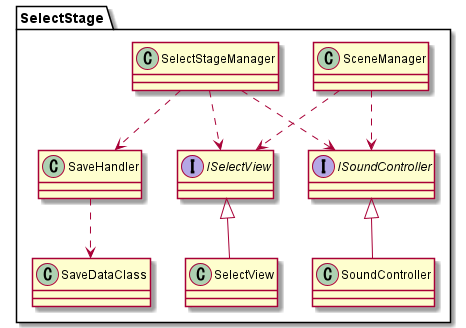 SelectStage
C SelectStageManager
C SceneManager
C SaveHandler
I ISelectView
I ISoundController
C SaveDataClass
C SelectView
C SoundController